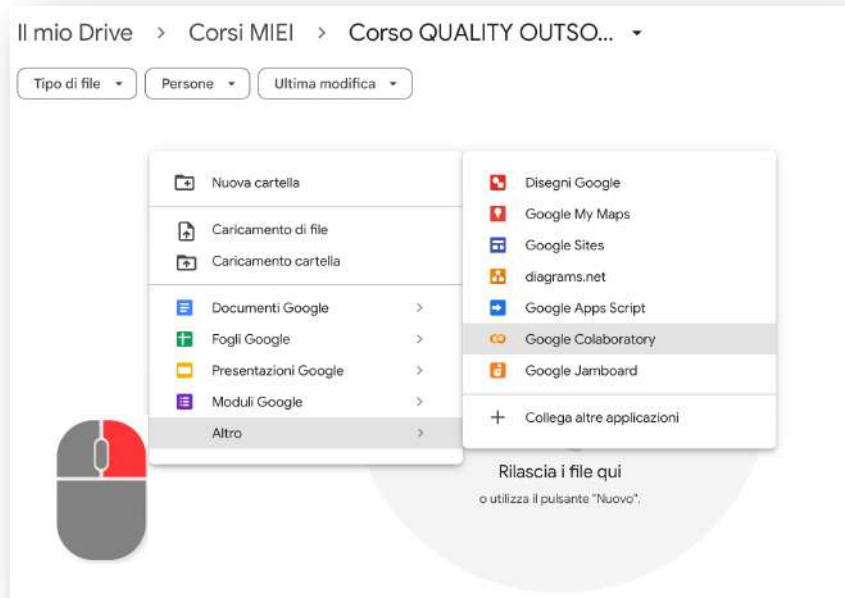 Il mio Drive > Corsi MIEI > Corso QUALITY OUTSO...
Tipo di file
Persone
Ultima modifica
Nuova cartella
Caricamento di file
Caricamento cartella
Documenti Google
Fogli Google
Presentazioni Google
Moduli Google
Altro
Disegni Google
Google My Maps
Google Sites
diagrams.net
Google Apps Script
Google Colaboratory
Google Jamboard
Collega altre applicazioni
Rilascia i file qui
o utilizza il pulsante "Nuovo".